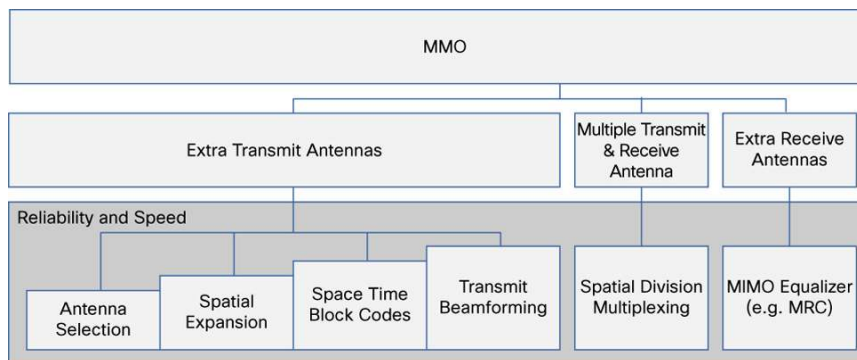 MMO
Extra Transmit Antennas
Multiple Transmit
& Receive
Antenna
Extra Receive
Antennas
Reliability and Speed
Antenna
Selection
Spatial
Expansion
Space Time
Block Codes
Transmit
Beamforming
Spatial Division
Multiplexing
MIMO Equalizer
(e.g. MRC)